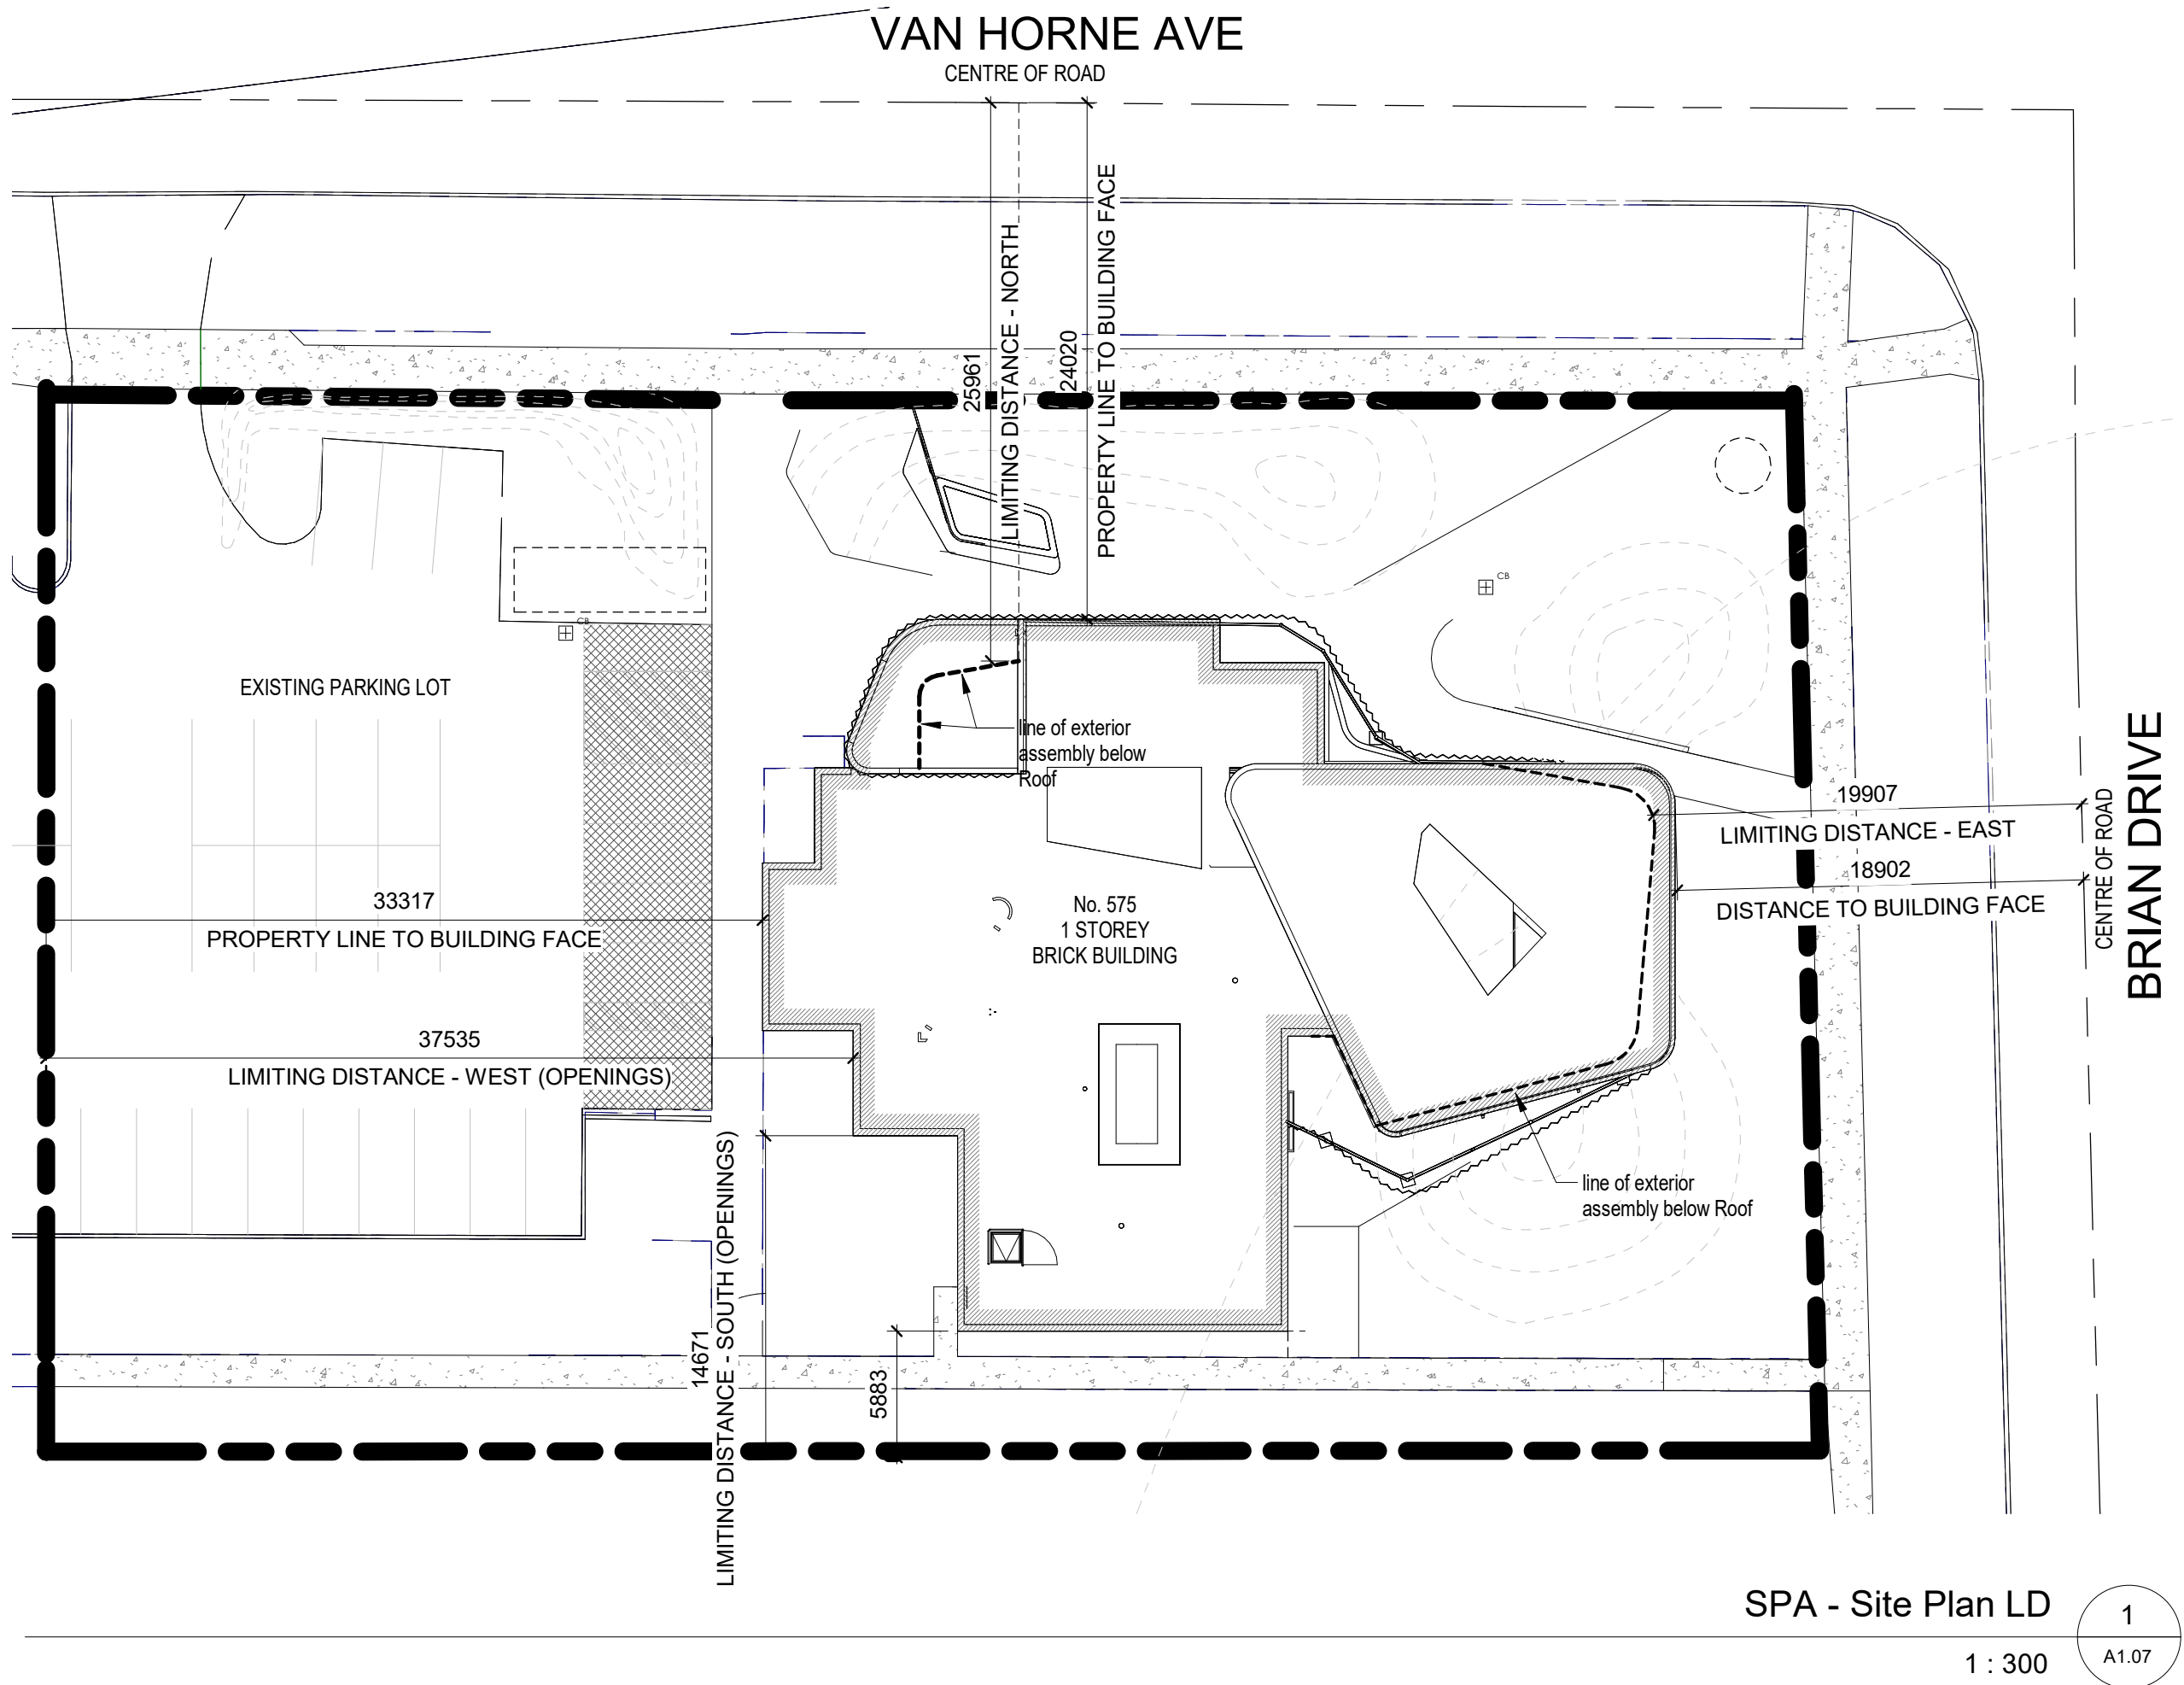 VAN HORNE AVE
CENTRE OF ROAD
25961
LIMITING DISTANCE - NORTH
24020
PROPERTY LINE TO BUILDING FACE
CB
CB
EXISTING PARKING LOT
line of exterior
assembly below
Roof
19907
LIMITING DISTANCE - EAST
18902
DISTANCE TO BUILDING FACE
CENTRE OF ROAD
BRIAN DRIVE
33317
PROPERTY LINE TO BUILDING FACE
No. 575
1 STOREY
BRICK BUILDING
37535
LIMITING DISTANCE - WEST (OPENINGS)
14671
LIMITING DISTANCE - SOUTH (OPENINGS)
5883
line of exterior
assembly below Roof
SPA - Site Plan LD
1
1 : 300
A1.07